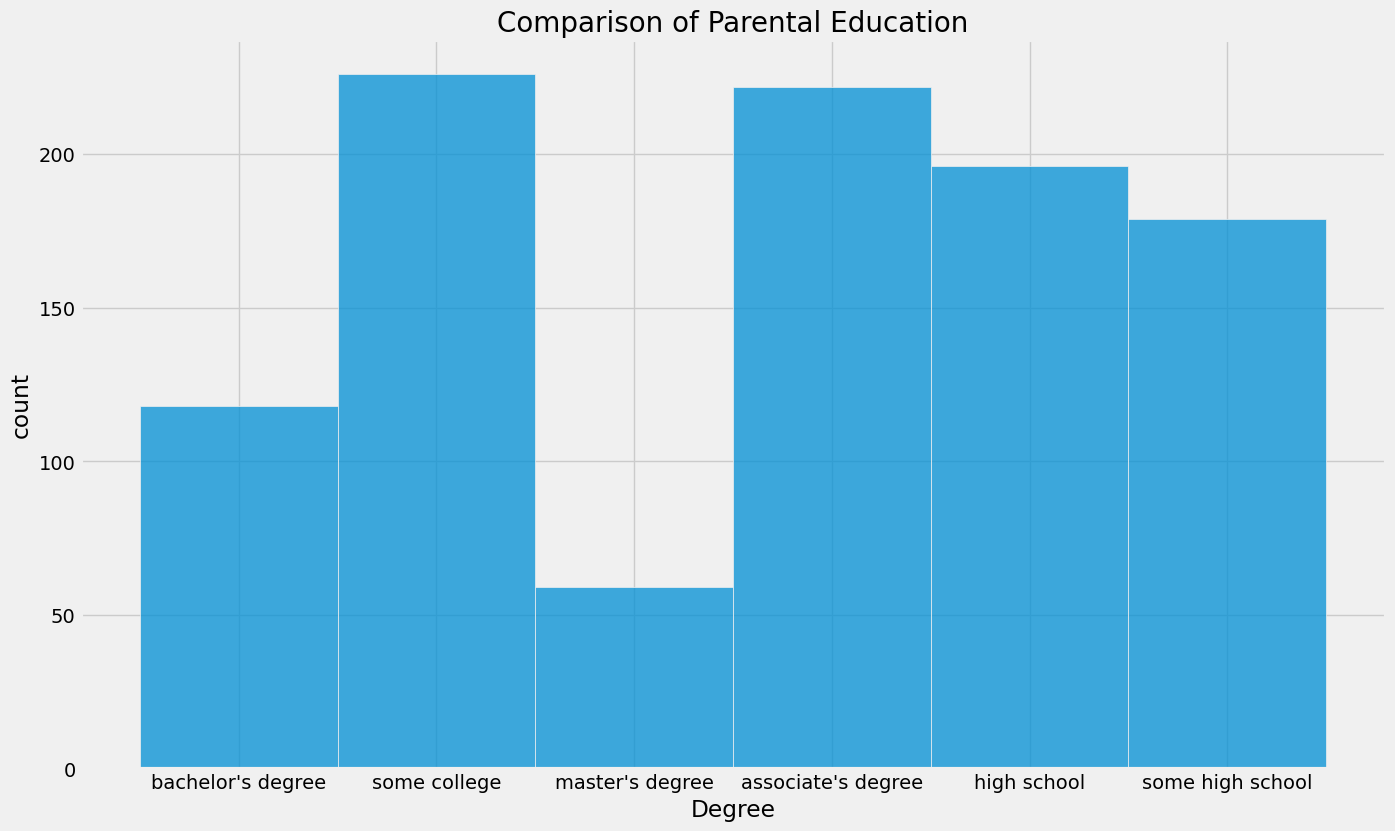 Comparison of Parental Education
count
200
150
100
50
0
bachelor's degree some college master's degree associate's degree high school some high school
Degree